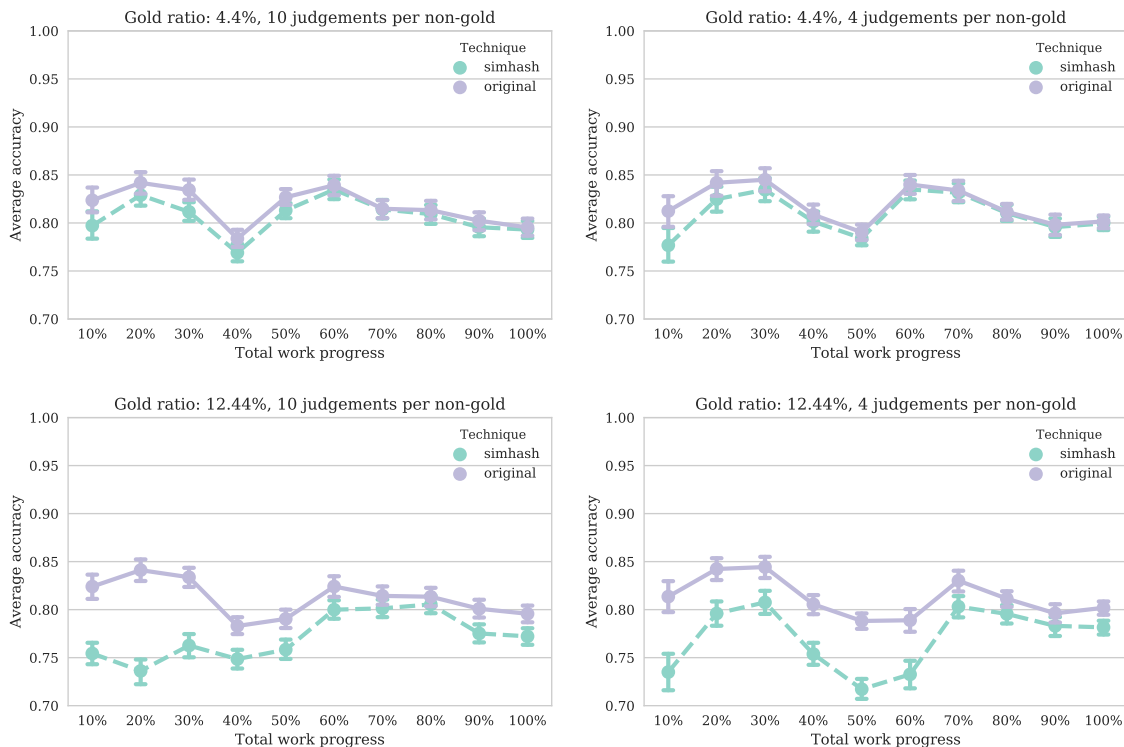 Gold ratio: 4.4%, 10 judgements per non-gold
1.00
0.95
0.90
0.85
0.80
0.75
0.70
Average accuracy
Technique
simhash
original
10% 20% 30% 40% 50% 60% 70% 80% 90% 100%
Total work progress
Gold ratio: 4.4%, 4 judgements per non-gold
1.00
0.95
0.90
0.85
0.80
0.75
0.70
Average accuracy
Technique
simhash
original
10% 20% 30% 40% 50% 60% 70% 80% 90% 100%
Total work progress
Gold ratio: 12.44%, 10 judgements per non-gold
1.00
0.95
0.90
0.85
0.80
0.75
0.70
Average accuracy
Technique
simhash
original
10% 20% 30% 40% 50% 60% 70% 80% 90% 100%
Total work progress
Gold ratio: 12.44%, 4 judgements per non-gold
1.00
0.95
0.90
0.85
0.80
0.75
0.70
Average accuracy
Technique
simhash
original
10% 20% 30% 40% 50% 60% 70% 80% 90% 100%
Total work progress